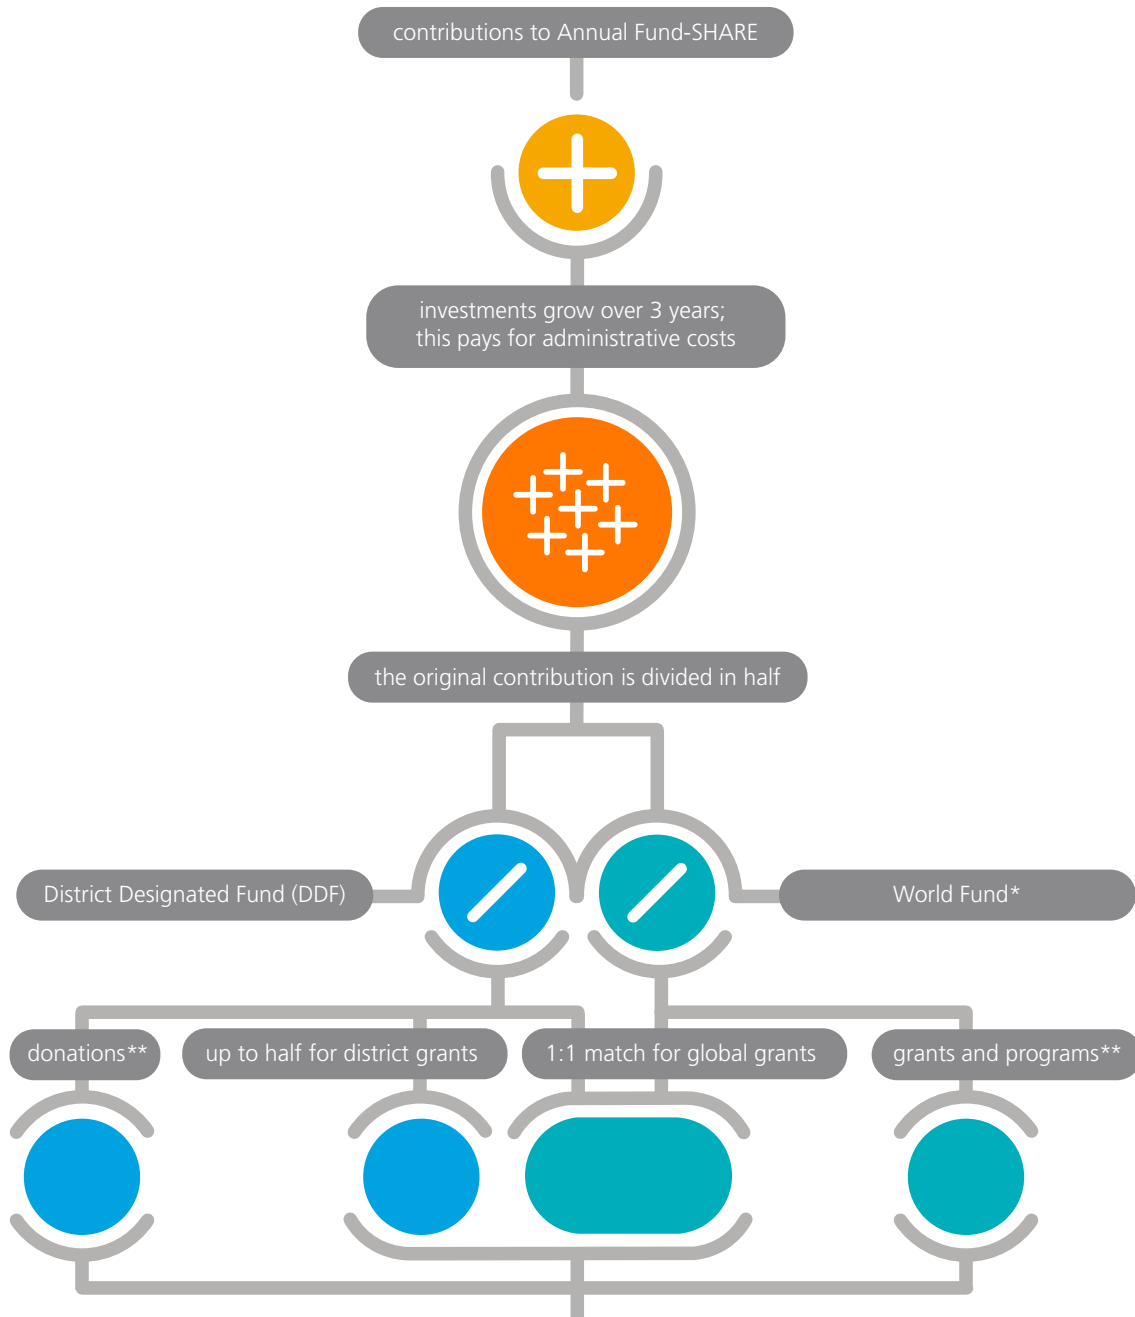 contributions to Annual Fund-SHARE
investments grow over 3 years;
this pays for administrative costs
the original contribution is divided in half
District Designated Fund (DDF)
World Fund*
donations**
up to half for district grants
1:1 match for global grants
grants and programs**